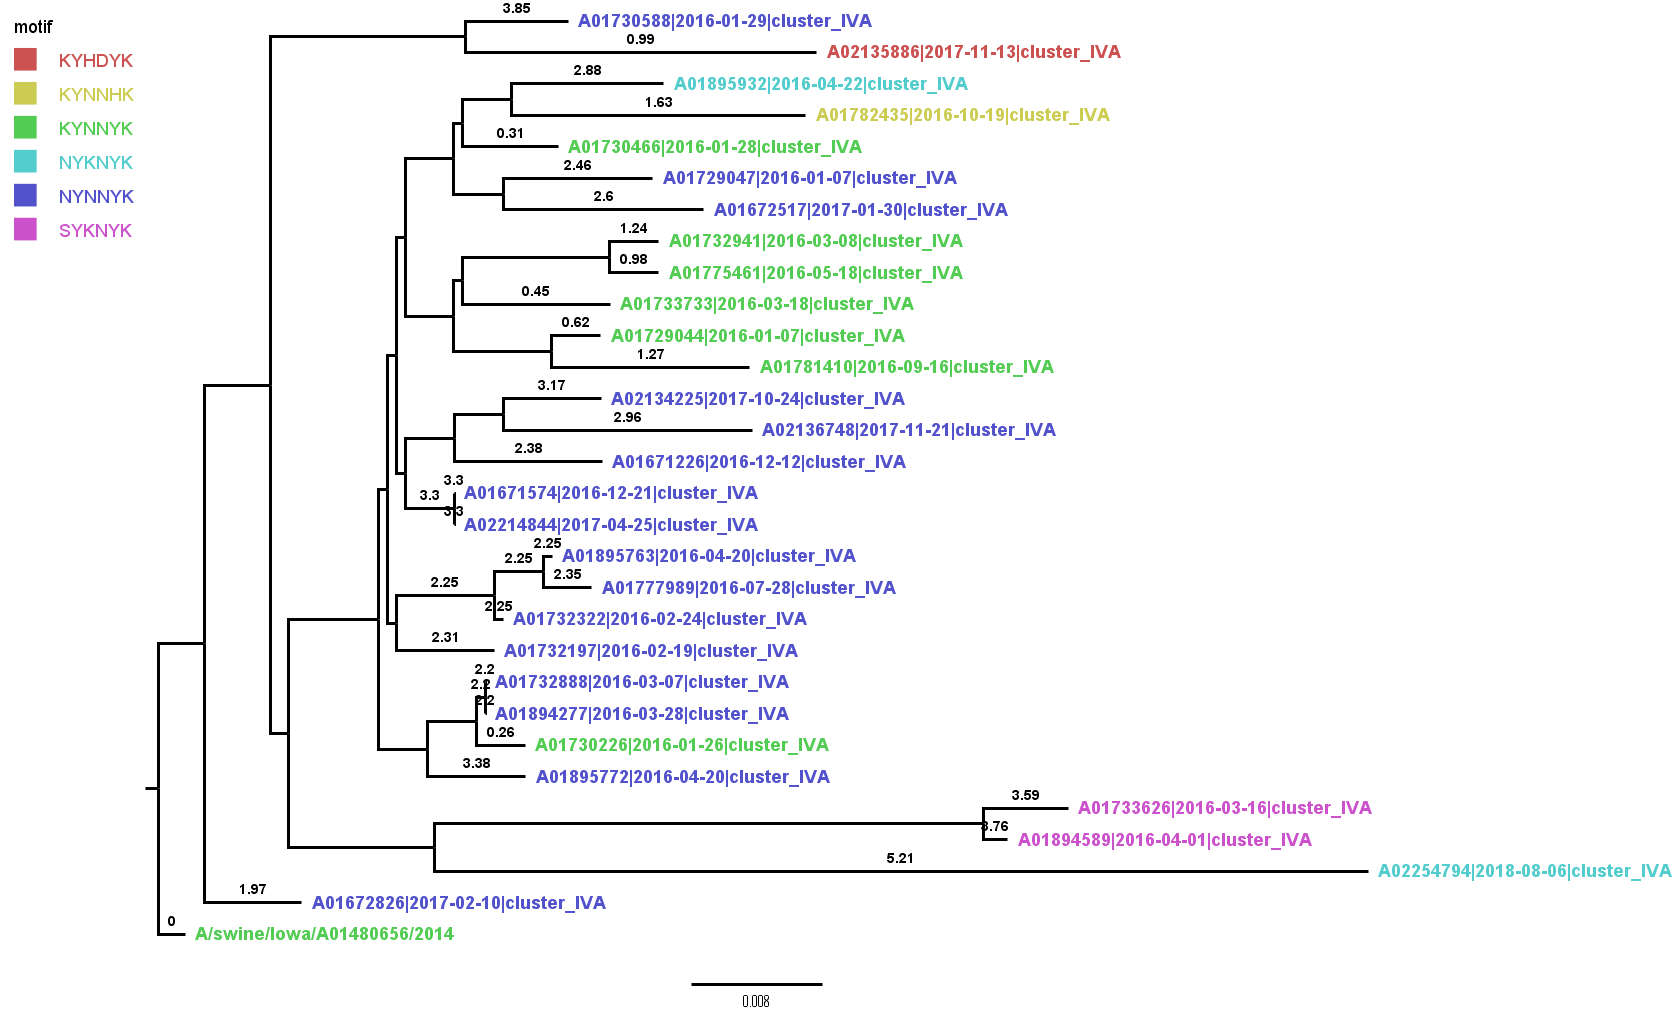 motif
KYHDYK
KYNNHK
KYNNYK
NYKNYK
NYNNYK
SYKNYK
3.85
A01730588|2016-01-29|cluster_IVA
0.99
A02135886|2017-11-13|cluster_IVA
2.88
A01895932|2016-04-22|cluster_IVA
1.63
A01782435|2016-10-19|cluster_IVA
0.31
A01730466|2016-01-28|cluster_IVA
2.46
A01729047|2016-01-07|cluster_IVA
2.6
A01672517|2017-01-30|cluster_IVA
1.24
A01732941|2016-03-08|cluster_IVA
0.98
A01775461|2016-05-18|cluster_IVA
0.45
A01733733|2016-03-18|cluster_IVA
0.62
A01729044|2016-01-07|cluster_IVA
1.27
A01781410|2016-09-16|cluster_IVA
3.17
A02134225|2017-10-24|cluster_IVA
2.96
A02136748|2017-11-21|cluster_IVA
2.38
A01671226|2016-12-12|cluster_IVA
3.3
A01671574|2016-12-21|cluster_IVA
3.3
3.3
A02214844|2017-04-25|cluster_IVA
2.25
A01895763|2016-04-20|cluster_IVA
2.25
2.35
A01777989|2016-07-28|cluster_IVA
2.25
2.25
A01732322|2016-02-24|cluster_IVA
2.31
A01732197|2016-02-19|cluster_IVA
2.2
A01732888|2016-03-07|cluster_IVA
2.2
2.2
A01894277|2016-03-28|cluster_IVA
0.26
A01730226|2016-01-26|cluster_IVA
3.38
A01895772|2016-04-20|cluster_IVA
3.59
A01733626|2016-03-16|cluster_IVA
3.76
A01894589|2016-04-01|cluster_IVA
5.21
A02254794|2018-08-06|cluster_IVA
1.97
A01672826|2017-02-10|cluster_IVA
0
A/swine/Iowa/A01480656/2014
0.008